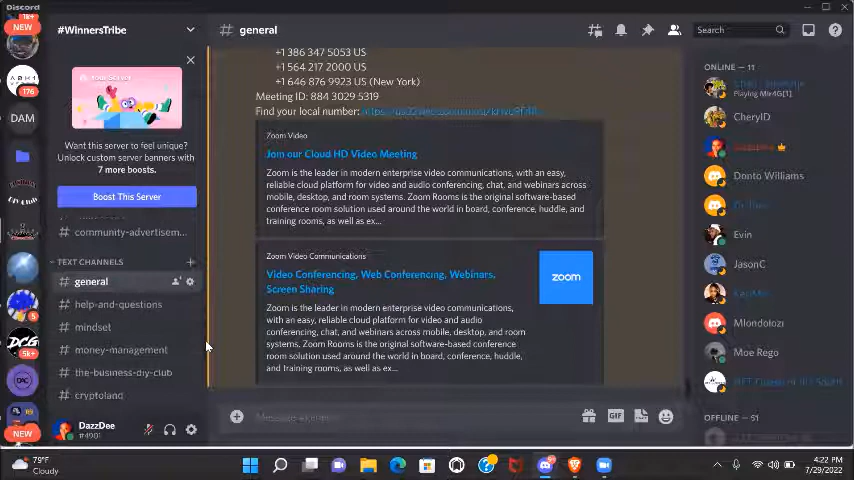 Discord
NEW
176
DAM
5
5k+
DAC
NEW
#WinnersTribe
Want this server to feel unique?
Unlock custom server banners with
7 more boosts.
Boost This Server
community-advertisem...
TEXT CHANNELS
general
help-and-questions
mindset
money-management
the-business-diy-club
cryptoland
DazzDee
#4901
general
Search
+1 386 347 5053 US
+1 564 217 2000 US
+1 646 876 9923 US (New York)
Meeting ID: 884 3029 5319
Find your local number:
Zoom Video
Join our Cloud HD Video Meeting
Zoom is the leader in modern enterprise video communications, with an easy,
reliable cloud platform for video and audio conferencing, chat, and webinars across
mobile, desktop, and room systems. Zoom Rooms is the original software-based
conference room solution used around the world in board, conference, huddle, and
training rooms, as well as ex...
Zoom Video Communications
Video Conferencing, Web Conferencing, Webinars,
Screen Sharing
Zoom is the leader in modern enterprise video communications,
with an easy, reliable cloud platform for video and audio
conferencing, chat, and webinars across mobile, desktop, and room
systems. Zoom Rooms is the original software-based conference
room solution used around the world in board, conference, huddle,
and training rooms, as well as ex...
zoom
GIF
ONLINE — 11
Playing Mir4G[1]
CherylD
Donto Williams
Evin
JasonC
Mlondolozi
Moe Rego
OFFLINE — 51
79°F
Cloudy
4:22 PM
7/29/2022